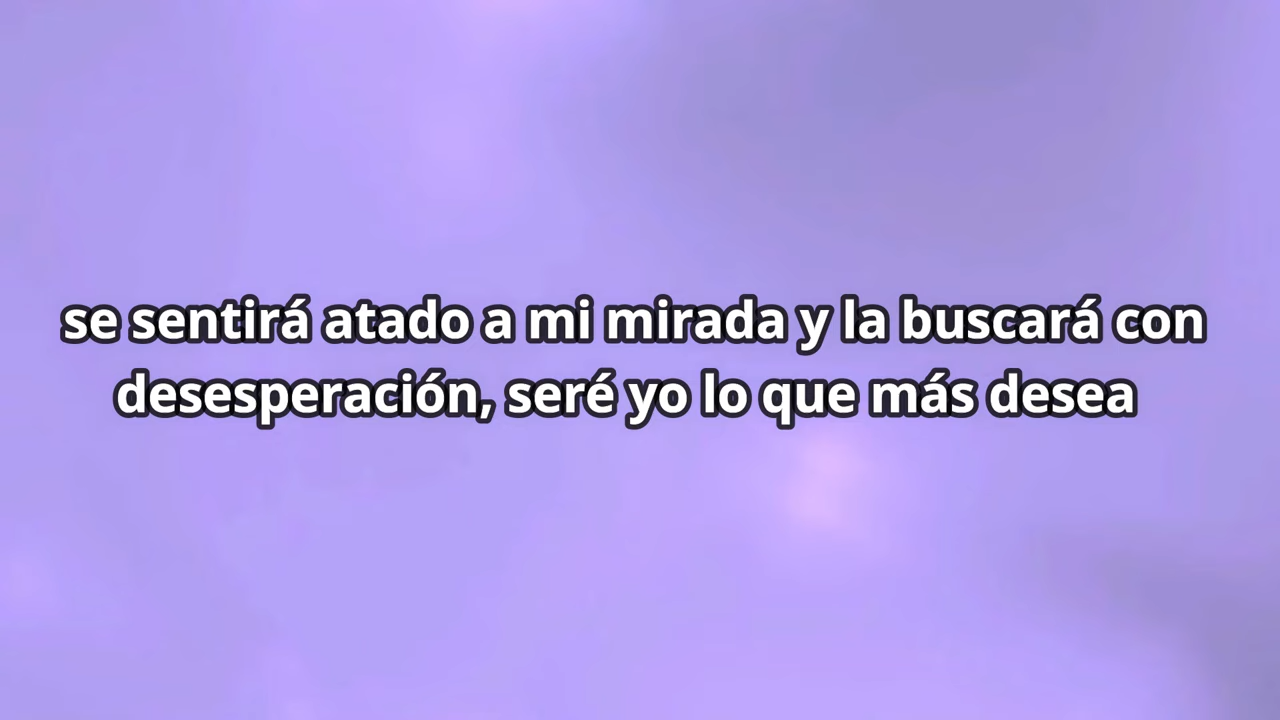 se sentirá atado a mi mirada y la buscará con
desesperación, seré yo lo que más desea